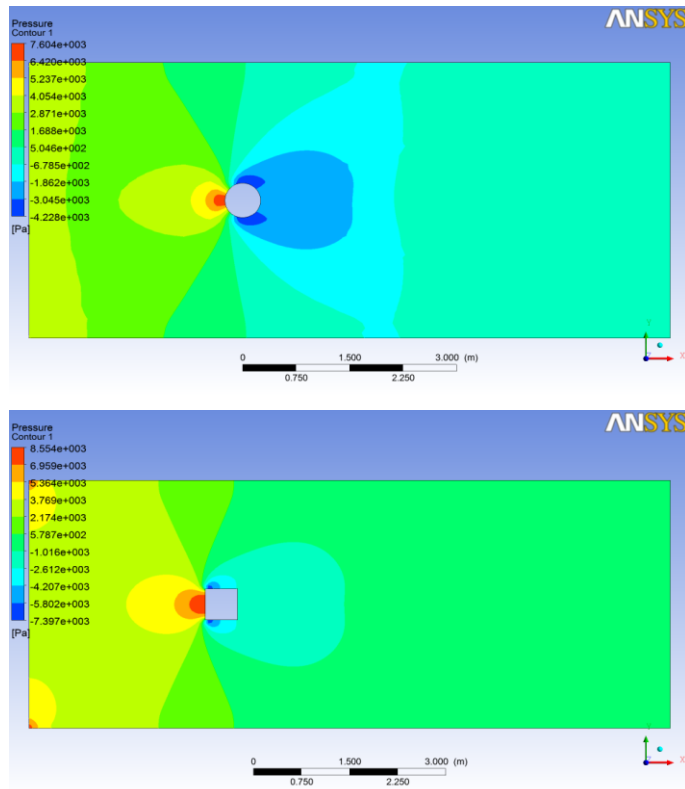 ANSYS
Pressure
Contour 1
7.604e+003
6.420e+003
5.237e+003
4.054e+003
2.871e+003
1.688e+003
5.046e+002
-6.785e+002
-1.862e+003
-3.045e+003
-4.228e+003
[Pa]
Y
Z
X
0 1.500 3.000 (m)
0.750 2.250
ANSYS
Pressure
Contour 1
8.554e+003
6.959e+003
5.364e+003
3.769e+003
2.174e+003
5.787e+002
-1.016e+003
-2.612e+003
-4.207e+003
-5.802e+003
-7.397e+003
[Pa]
Y
Z
X
0 1.500 3.000 (m)
0.750 2.250